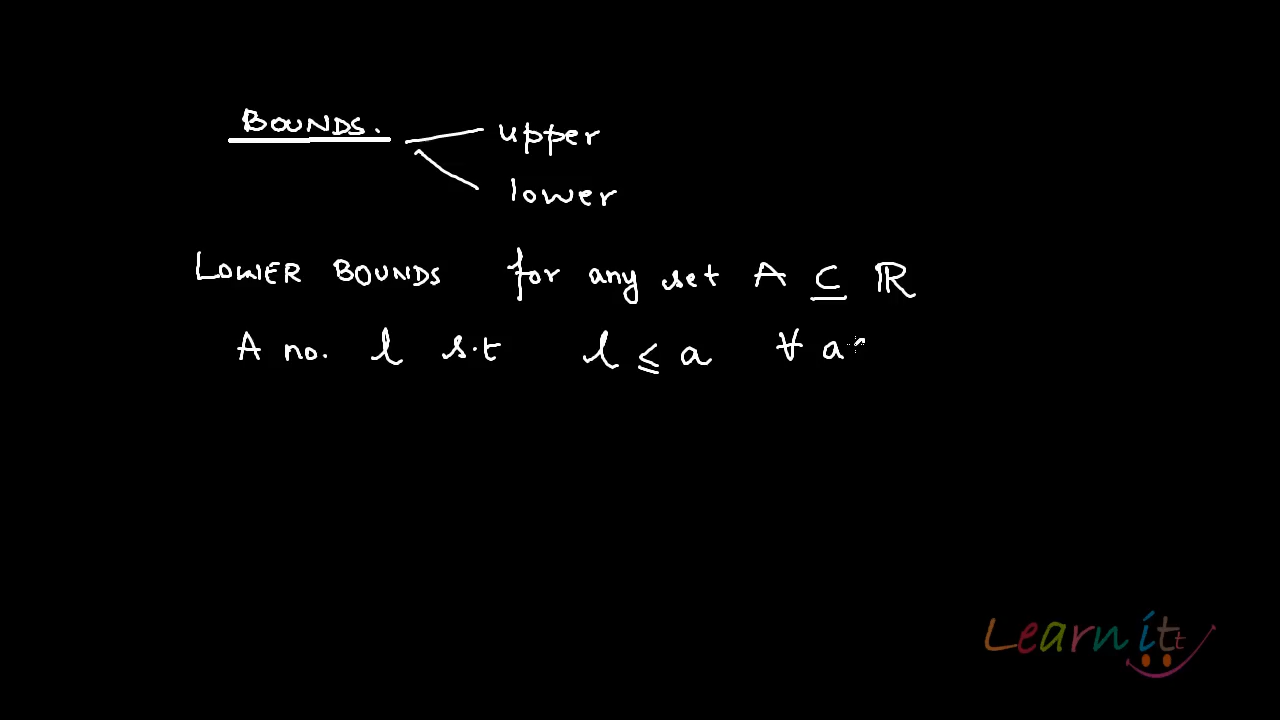 BOUNDS.
upper
lower
LOWER BOUNDS for any set A ⊆ ℝ
A no. l s.t l ≤ a ∀ a
Learnitt